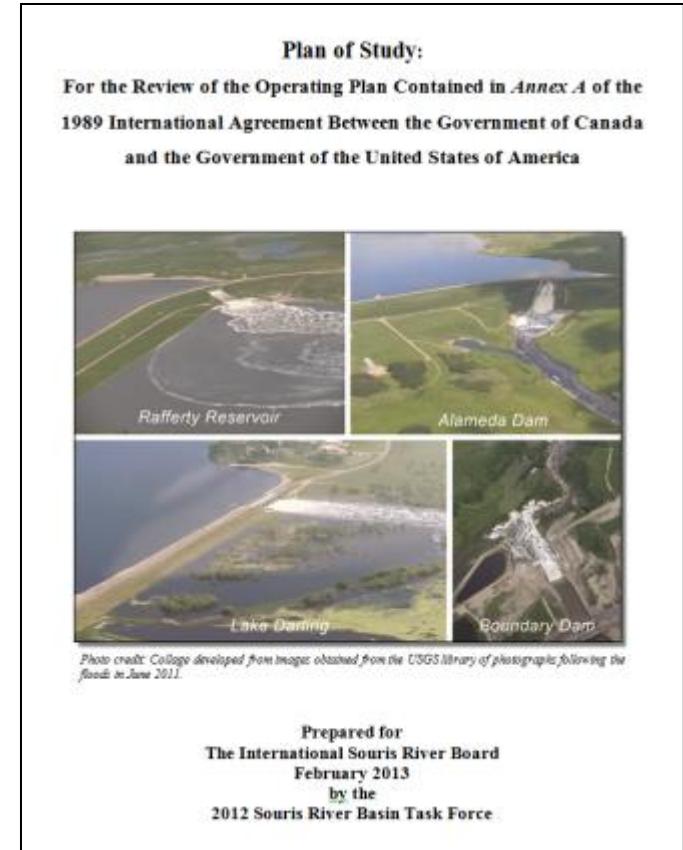 Plan of Study:
For the Review of the Operating Plan Contained in Annex A of the
1989 International Agreement Between the Government of Canada
and the Government of the United States of America
Rafferty Reservoir
Alameda Dam
Lake Darling
Boundary Dam
Photo credit: Collage developed from images obtained from the USGS library of photographs following the
floods in June 2011.
Prepared for
The International Souris River Board
February 2013
by the
2012 Souris River Basin Task Force